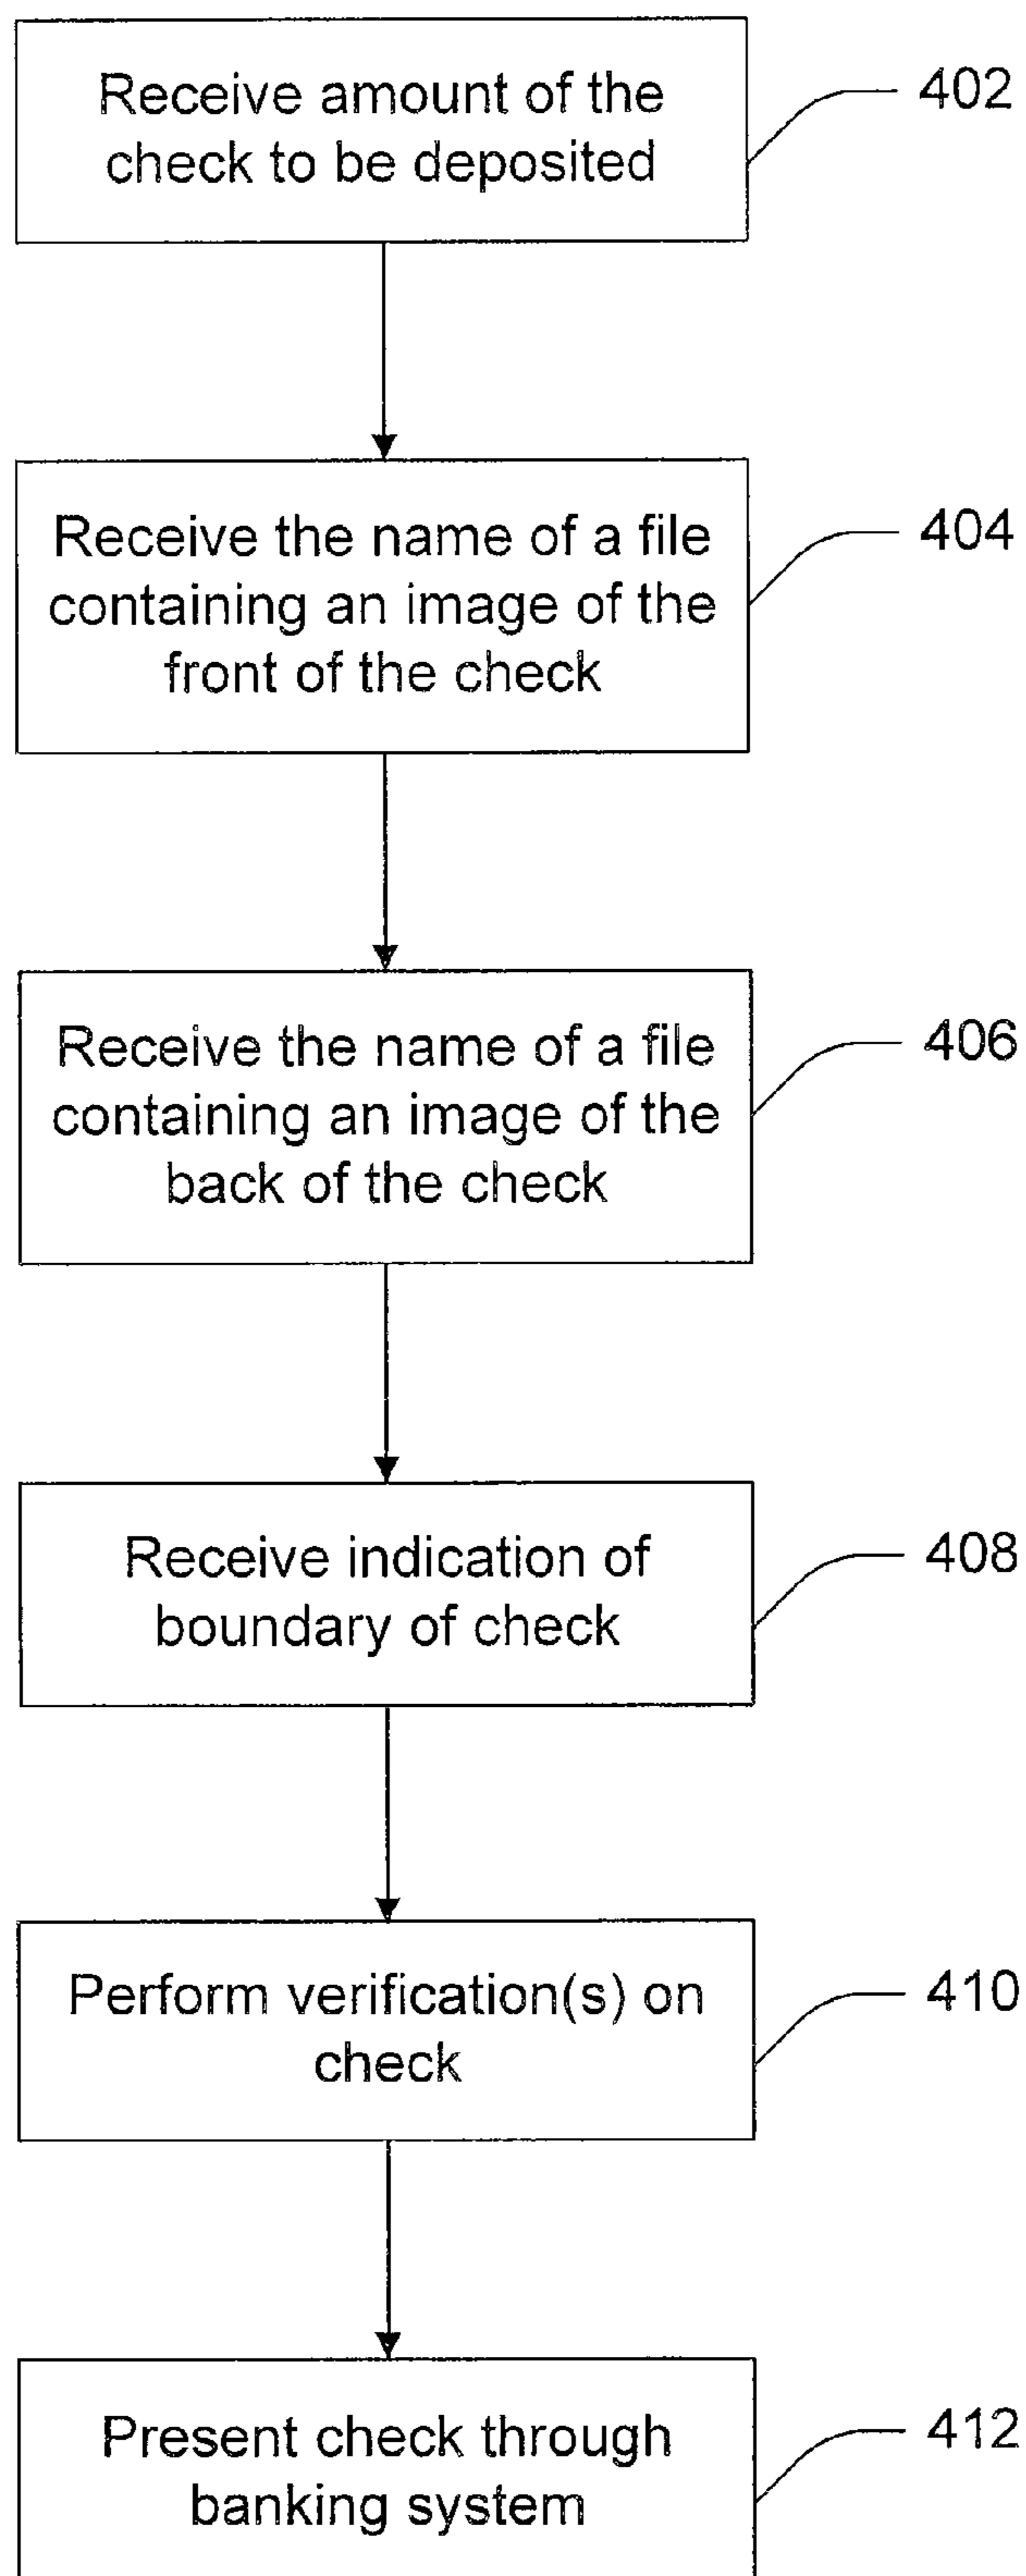 Receive amount of the
check to be deposited
402
Receive the name of a file
containing an image of the
front of the check
404
Receive the name of a file
containing an image of the
back of the check
406
Receive indication of
boundary of check
408
Perform verification(s) on
check
410
Present check through
banking system
412